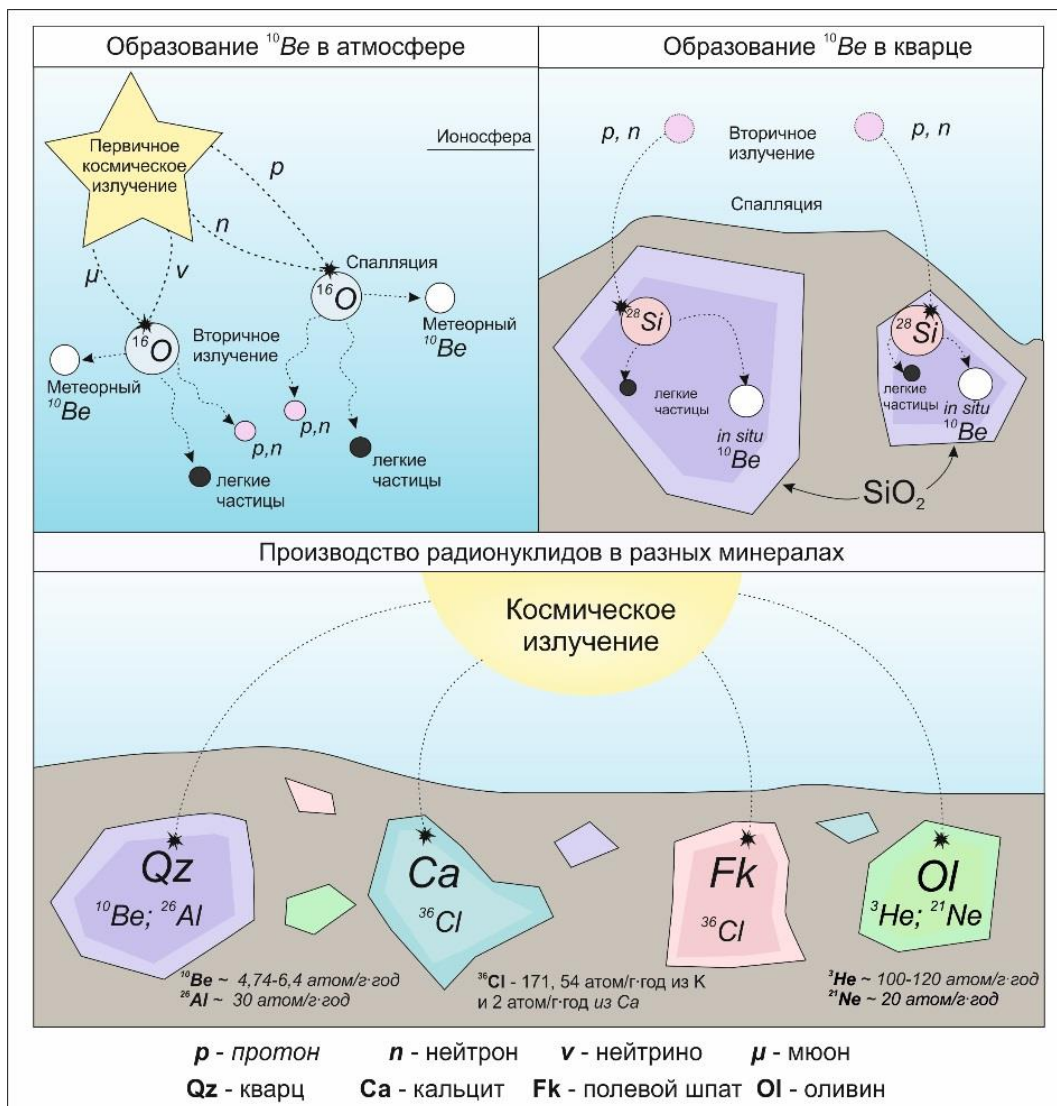 Образование ¹⁰Be в атмосфере
Первичное
космическое
излучение
Ионосфера
p
n
μ
ν
Спалляция
¹⁶O
Метеорный
¹⁰Be
¹⁶O
Вторичное
излучение
Метеорный
¹⁰Be
p,n
p,n
легкие
частицы
легкие
частицы
Образование ¹⁰Be в кварце
p, n
Вторичное
излучение
p, n
Спалляция
²⁸Si
²⁸Si
легкие
частицы
in situ
¹⁰Be
легкие
частицы
in situ
¹⁰Be
SiO₂
Производство радионуклидов в разных минералах
Космическое
излучение
Qz
¹⁰Be; ²⁶Al
Ca
³⁶Cl
Fk
³⁶Cl
Ol
³He; ²¹Ne
¹⁰Be ~ 4,74-6,4 атом/г·год
²⁶Al ~ 30 атом/г·год
³⁶Cl - 171, 54 атом/г·год из K
и 2 атом/г·год из Ca
³He ~ 100-120 атом/г·год
²¹Ne ~ 20 атом/г·год
p - протон n - нейтрон ν - нейтрино μ - мюон
Qz - кварц Ca - кальцит Fk - полевой шпат Ol - оливин